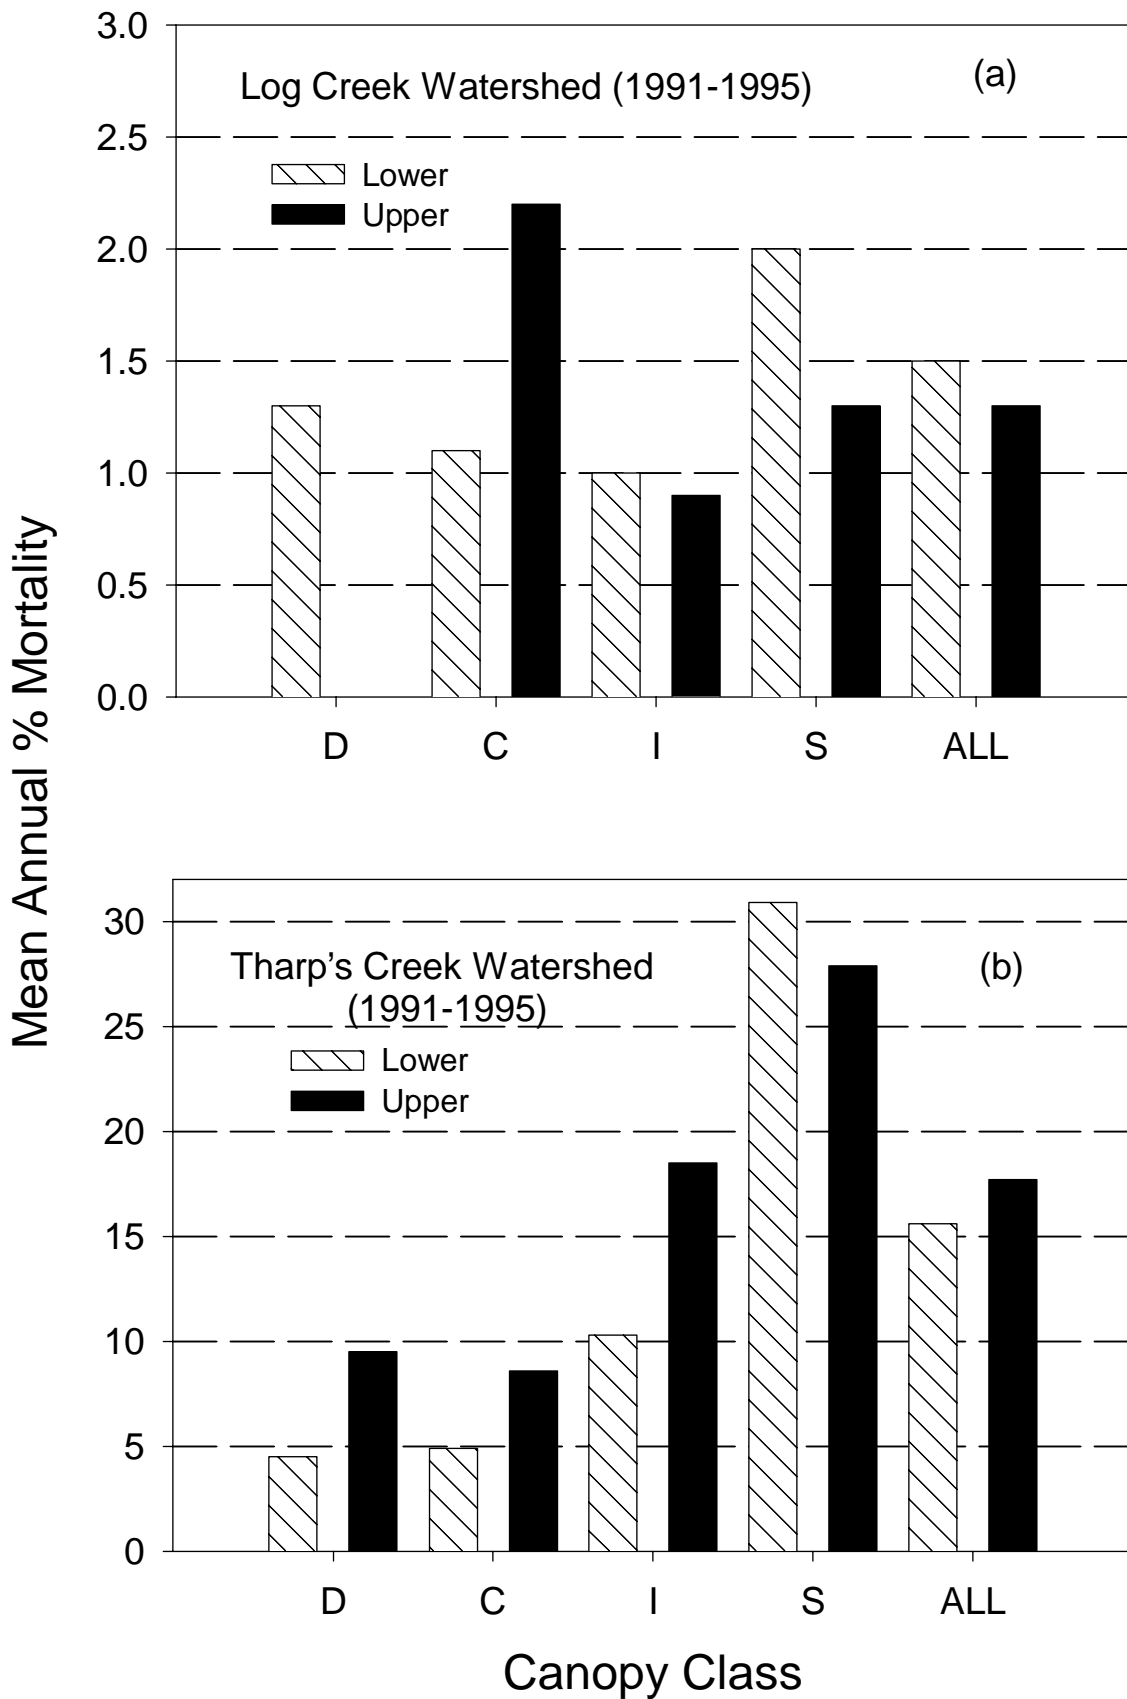 Mean Annual % Mortality
3.0
2.5
2.0
1.5
1.0
0.5
0.0
Log Creek Watershed (1991-1995)
(a)
Lower
Upper
D C I S ALL
30
25
20
15
10
5
0
Tharp’s Creek Watershed
(1991-1995)
(b)
Lower
Upper
D C I S ALL
Canopy Class